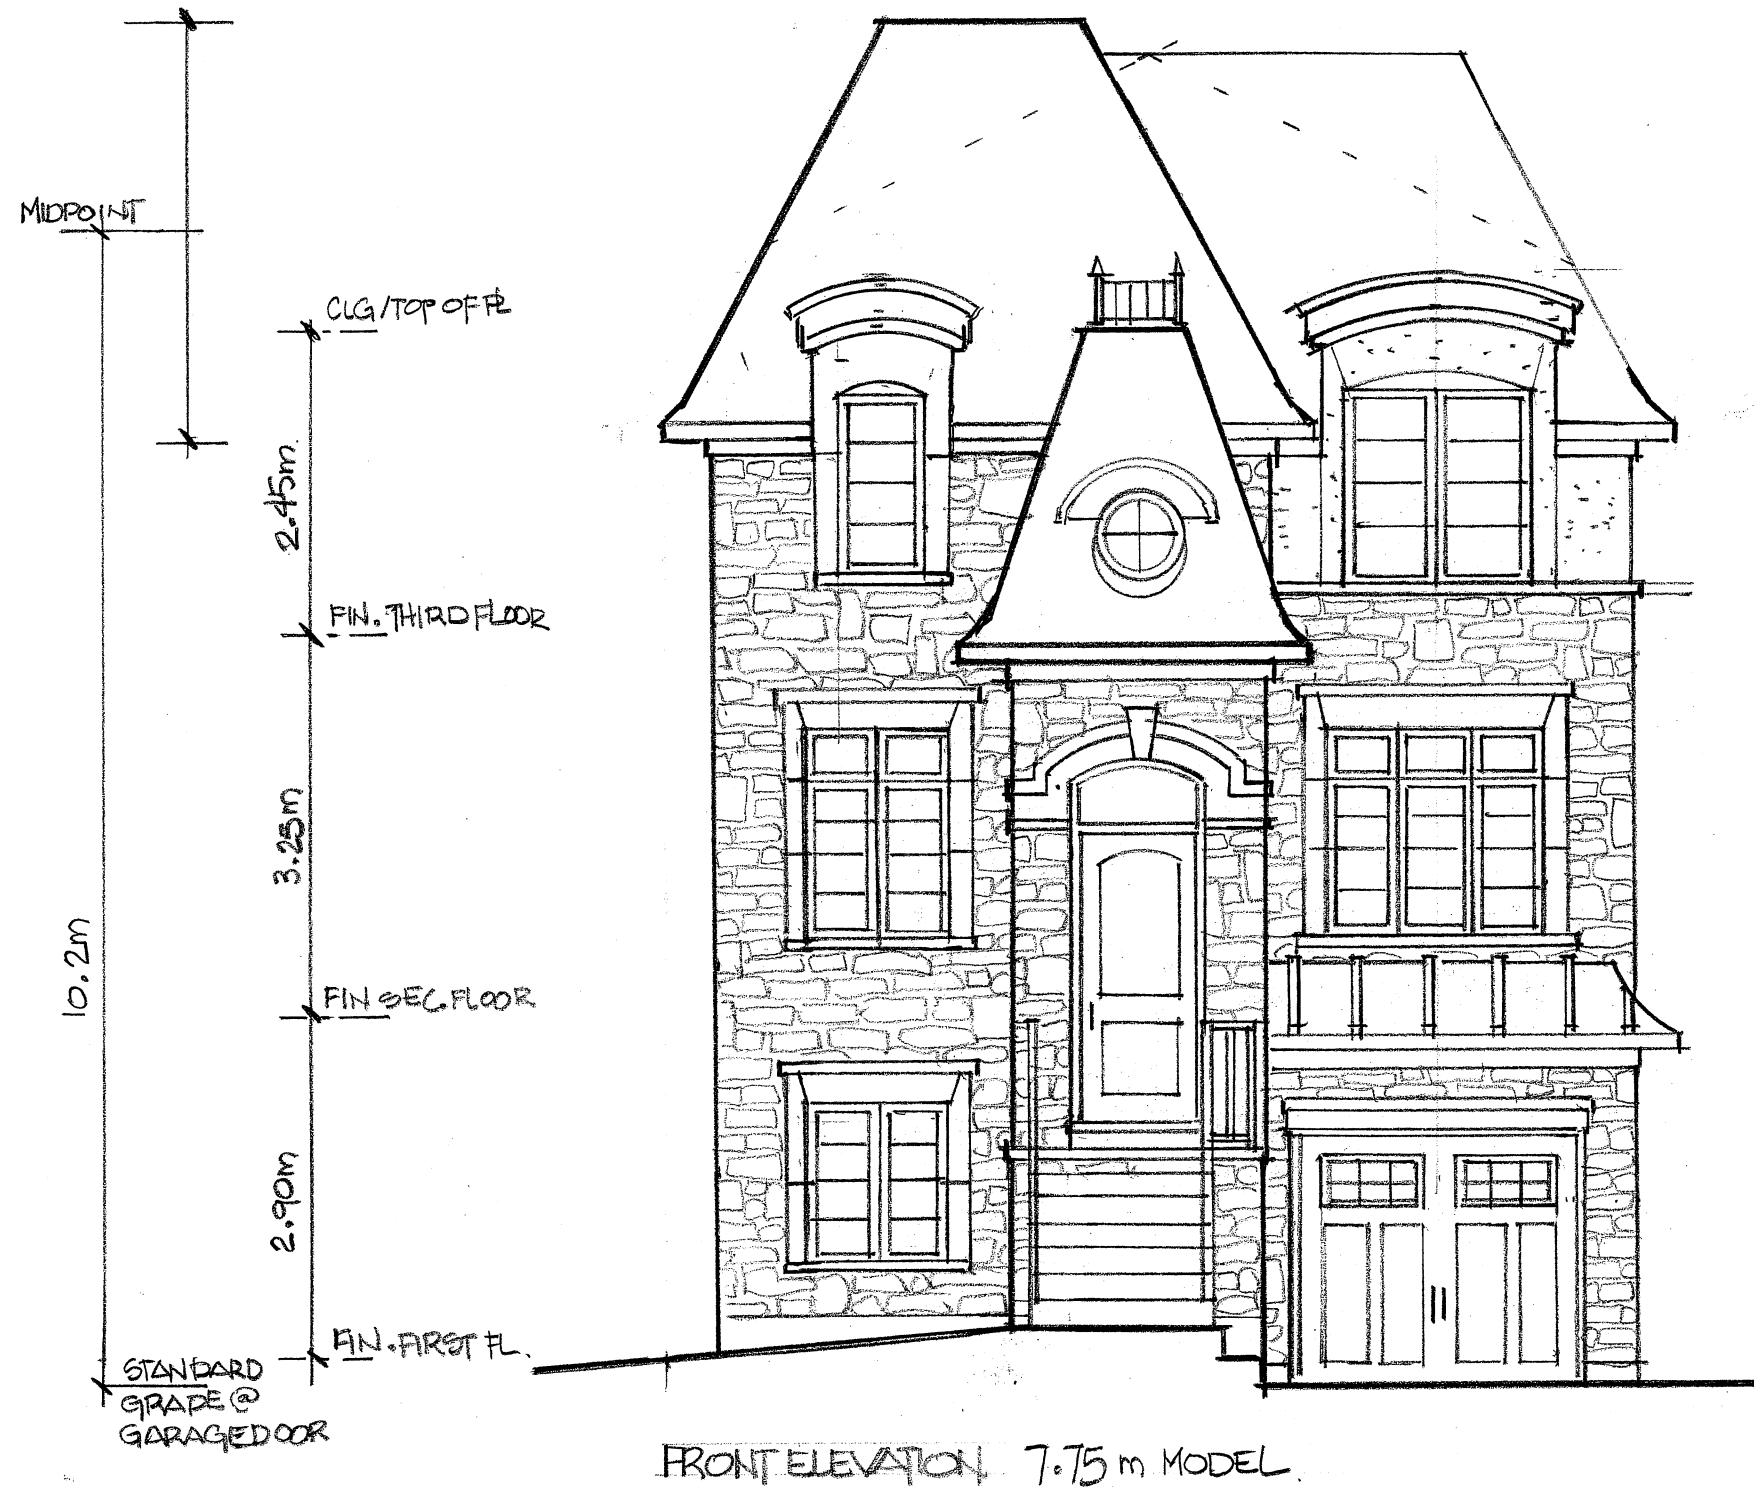 MIDPOINT
CLG/TOP OF PL
2.45m
FIN. THIRD FLOOR
3.25m
10.2m
FIN SEC. FLOOR
2.90m
FIN. FIRST FL.
STANDARD
GRADE @
GARAGE DOOR
FRONT ELEVATION 7.75m MODEL.